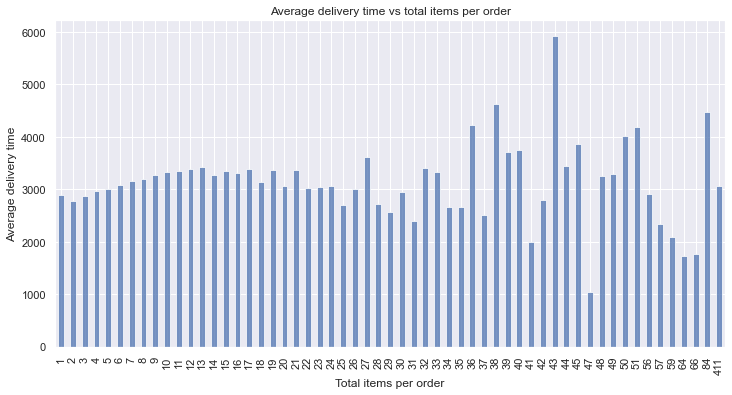 Average delivery time vs total items per order
6000
5000
4000
3000
2000
1000
0
Average delivery time
1 2 3 4 5 6 7 8 9 10 11 12 13 14 15 16 17 18 19 20 21 22 23 24 25 26 27 28 29 30 31 32 33 34 35 36 37 38 39 40 41 42 43 44 45 47 48 49 50 51 56 57 59 64 66 84 411
Total items per order